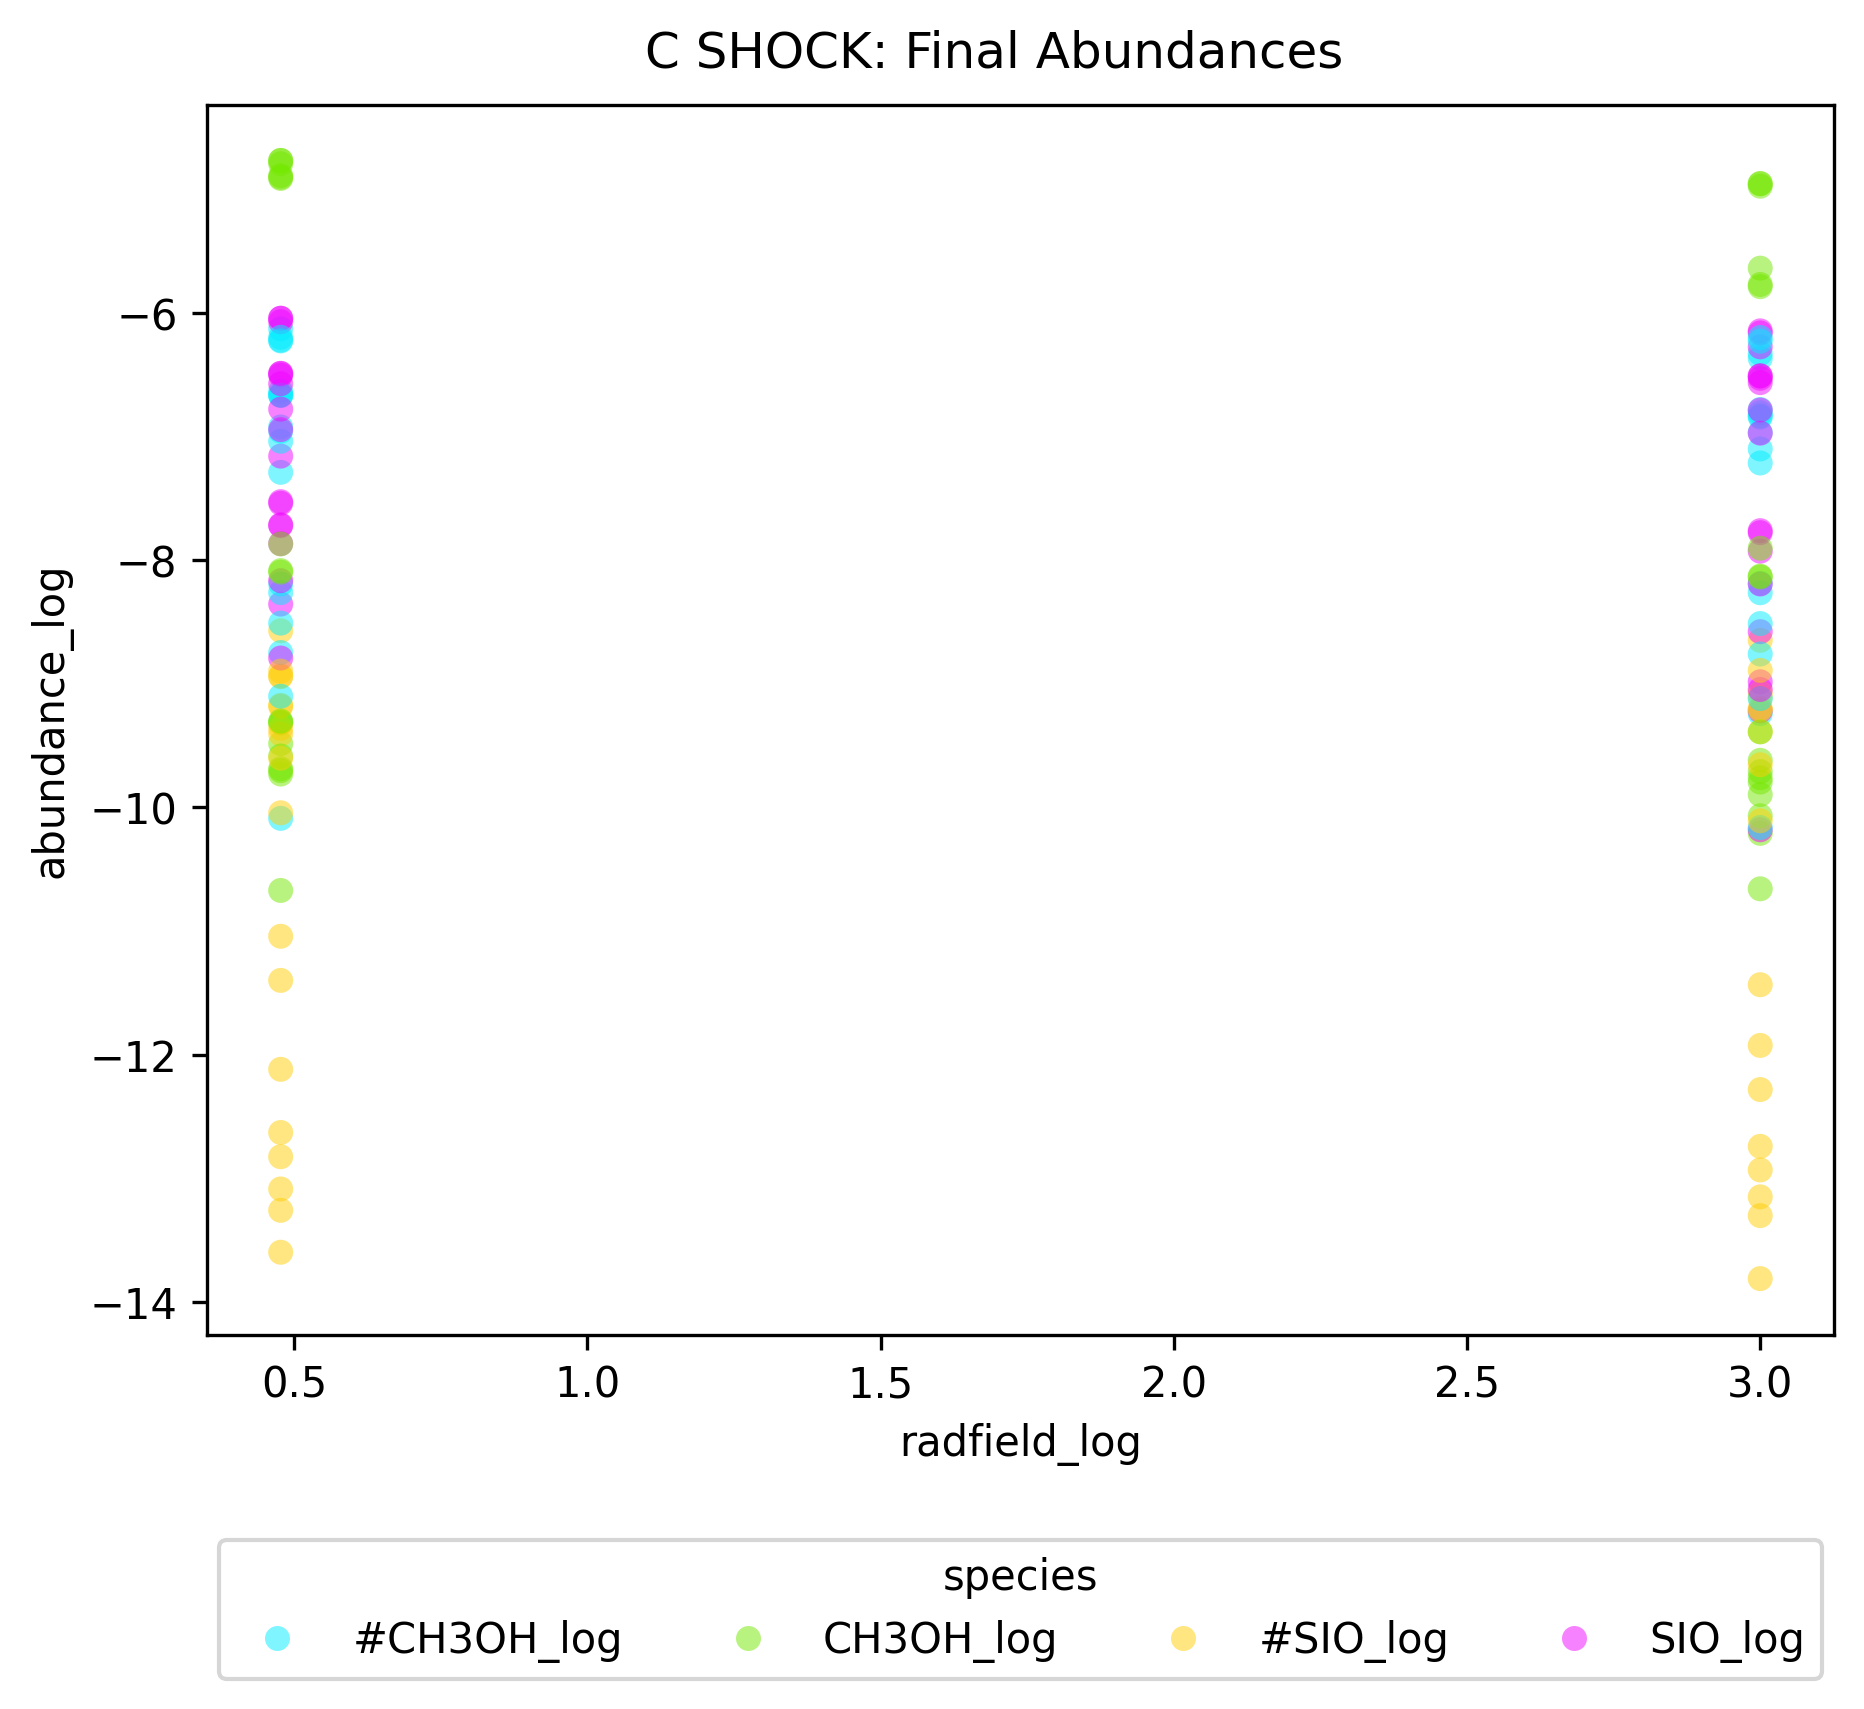 C SHOCK: Final Abundances
abundance_log
−6
−8
−10
−12
−14
0.5 1.0 1.5 2.0 2.5 3.0
radfield_log
species
#CH3OH_log CH3OH_log #SIO_log SIO_log